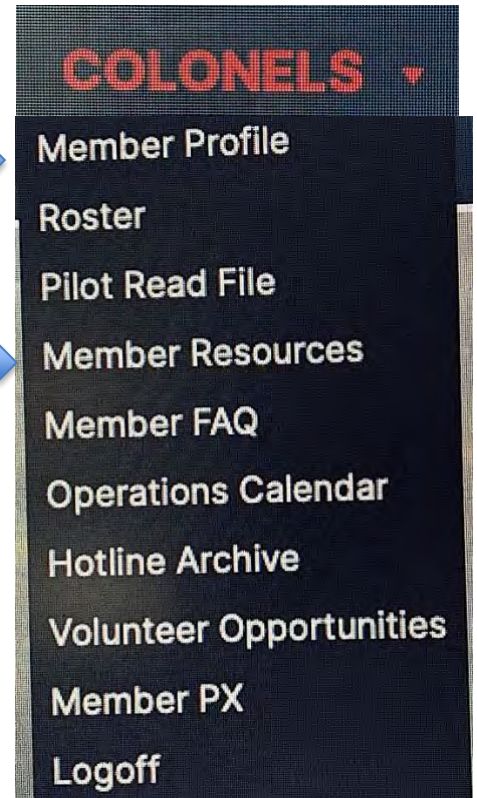 COLONELS
Member Profile
Roster
Pilot Read File
Member Resources
Member FAQ
Operations Calendar
Hotline Archive
Volunteer Opportunities
Member PX
Logoff